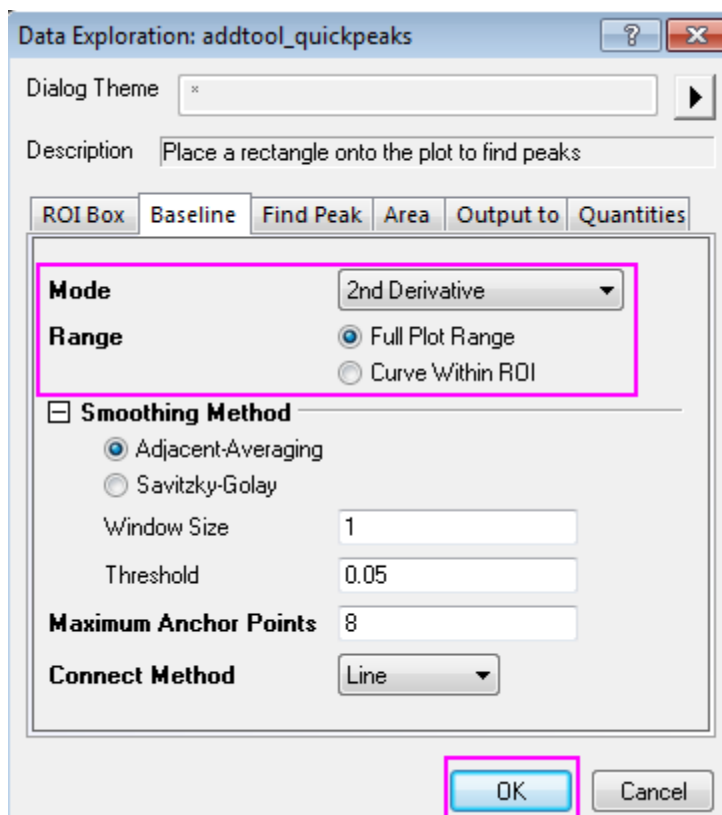 Data Exploration: addtool_quickpeaks ?
Dialog Theme *
Description Place a rectangle onto the plot to find peaks
ROI Box Baseline Find Peak Area Output to Quantities
Mode 2nd Derivative
Range Full Plot Range
Curve Within ROI
Smoothing Method
Adjacent-Averaging
Savitzky-Golay
Window Size 1
Threshold 0.05
Maximum Anchor Points 8
Connect Method Line
OK Cancel